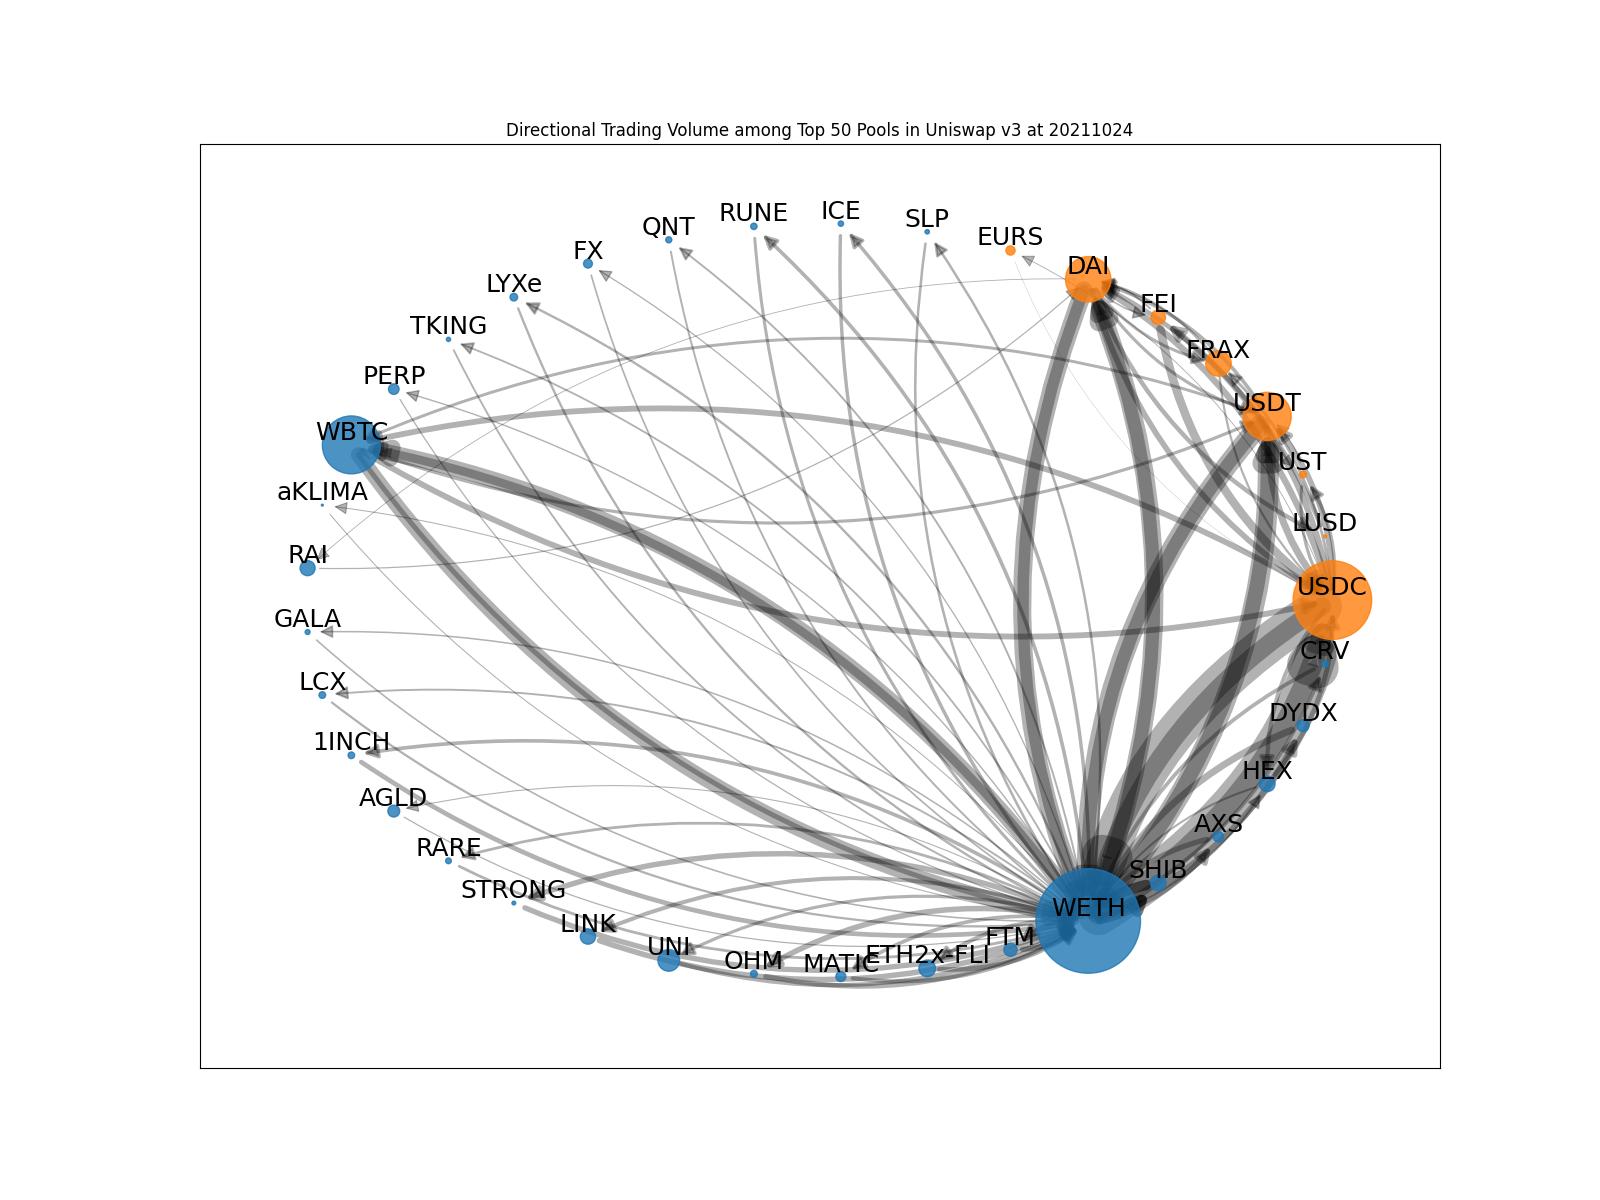 Directional Trading Volume among Top 50 Pools in Uniswap v3 at 20211024
ICE
RUNE
SLP
QNT
EURS
FX
DAI
LYXe
FEI
TKING
FRAX
PERP
USDT
WBTC
UST
aKLIMA
LUSD
RAI
USDC
GALA
CRV
LCX
DYDX
1INCH
HEX
AGLD
AXS
RARE
SHIB
STRONG
WETH
LINK
FTM
UNI
ETH2x-FLI
OHM
MATIC